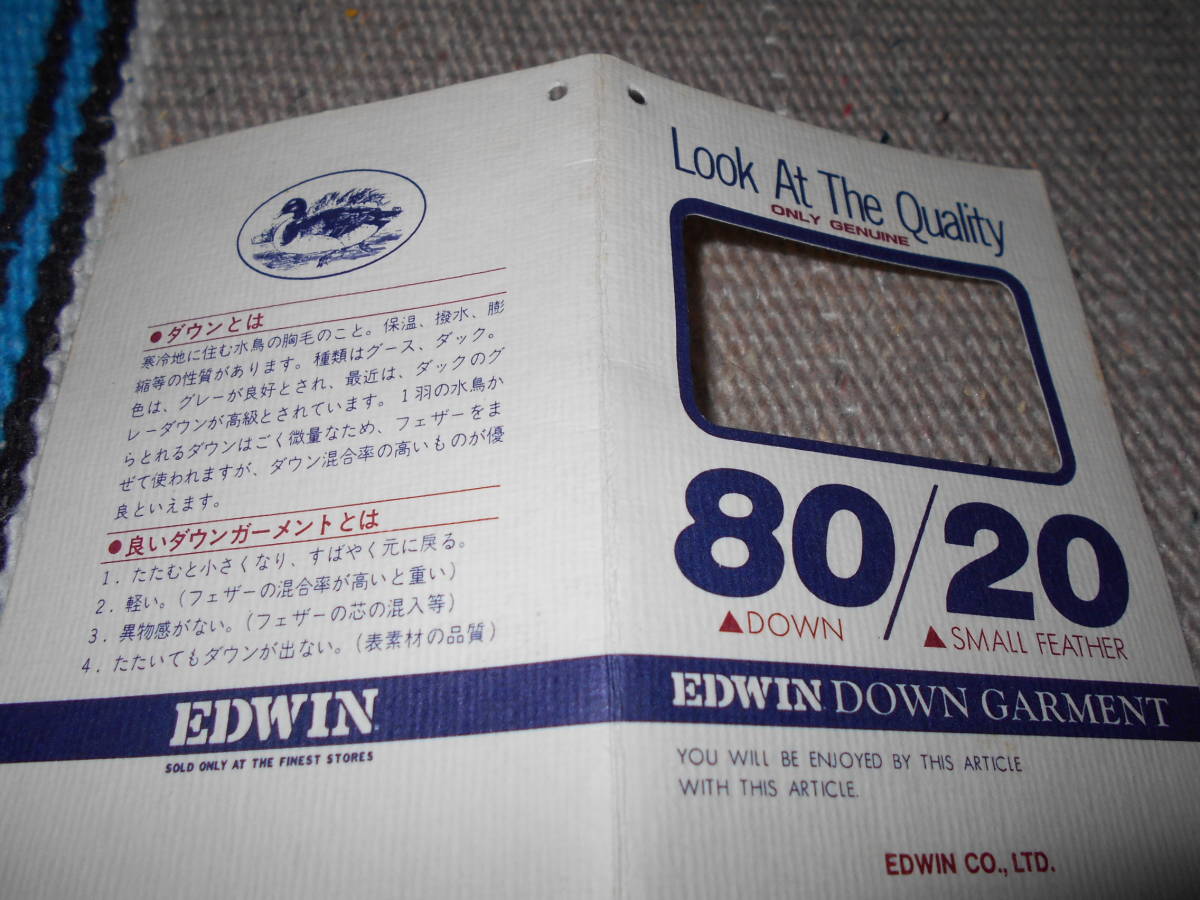 ●ダウンとは
寒冷地に住む水鳥の胸毛のこと。保温、撥水、膨
縮等の性質があります。種類はグース、ダック。
色は、グレーが良好とされ、最近は、ダックのグ
レーダウンが高級とされています。1羽の水鳥か
らとれるダウンはごく微量なため、フェザーをま
ぜて使われますが、ダウン混合率の高いものが優
良といえます。
●良いダウンガーメントとは
1. たたむと小さくなり、すばやく元に戻る。
2. 軽い。(フェザーの混合率が高いと重い)
3. 異物感がない。(フェザーの芯の混入等)
4. たたいてもダウンが出ない。(表素材の品質)
EDWIN
SOLD ONLY AT THE FINEST STORES
Look At The Quality
ONLY GENUINE
80/20
▲DOWN
▲SMALL FEATHER
EDWIN DOWN GARMENT
YOU WILL BE ENJOYED BY THIS ARTICLE
WITH THIS ARTICLE.
EDWIN CO., LTD.